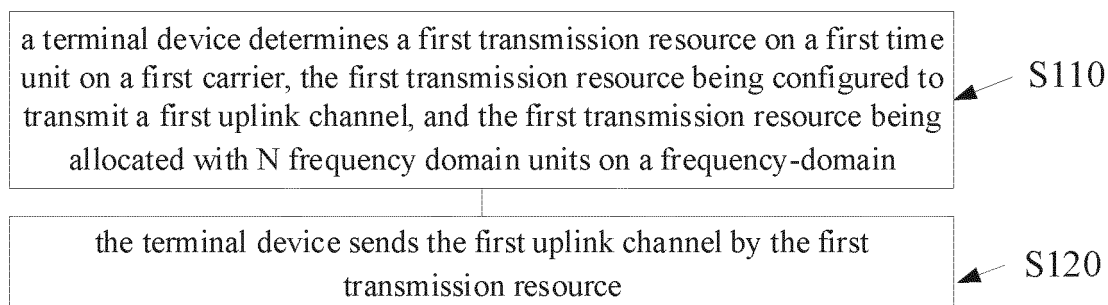 a terminal device determines a first transmission resource on a first time
unit on a first carrier, the first transmission resource being configured to
transmit a first uplink channel, and the first transmission resource being
allocated with N frequency domain units on a frequency-domain
S110
the terminal device sends the first uplink channel by the first
transmission resource
S120